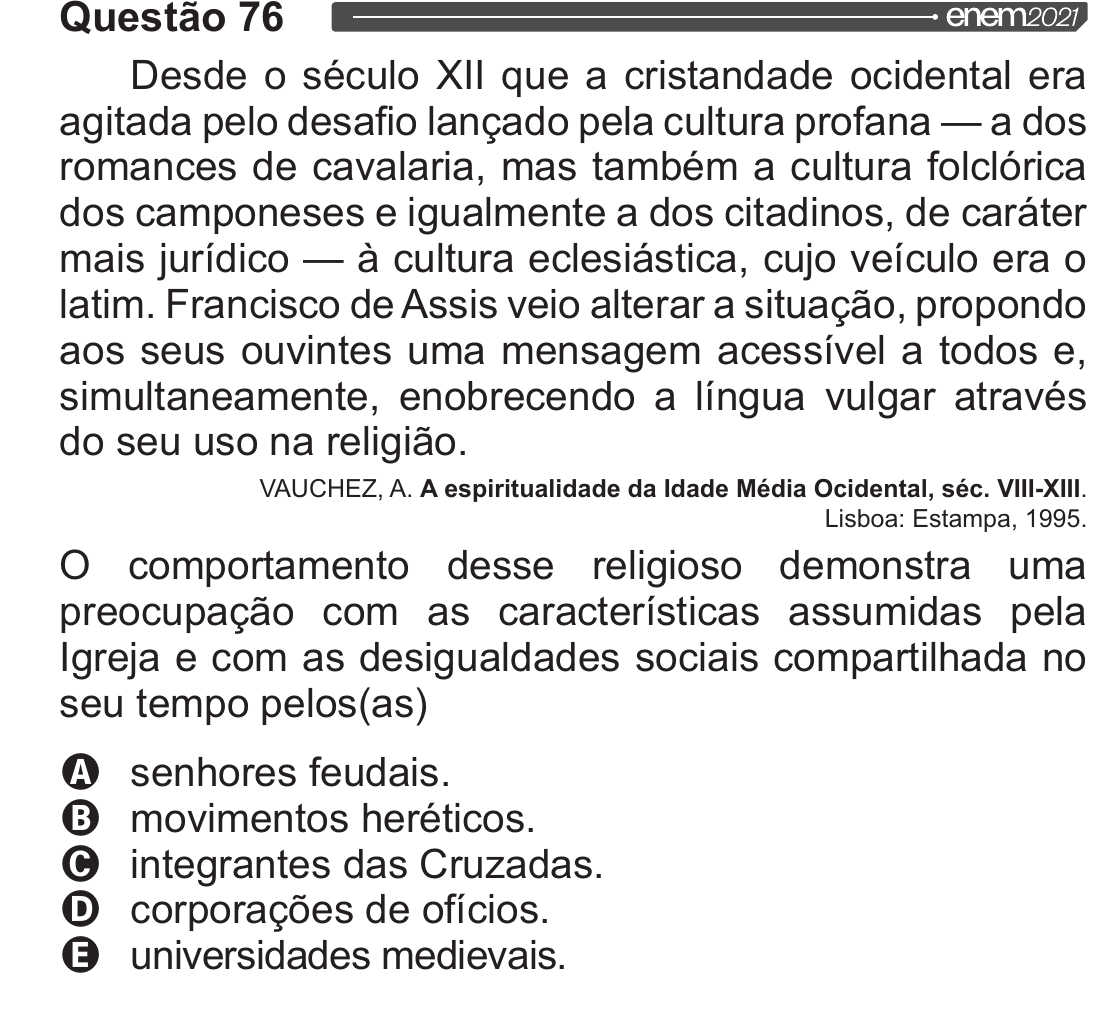 Questão 76
enem2021
Desde o século XII que a cristandade ocidental era
agitada pelo desafio lançado pela cultura profana — a dos
romances de cavalaria, mas também a cultura folclórica
dos camponeses e igualmente a dos citadinos, de caráter
mais jurídico — à cultura eclesiástica, cujo veículo era o
latim. Francisco de Assis veio alterar a situação, propondo
aos seus ouvintes uma mensagem acessível a todos e,
simultaneamente, enobrecendo a língua vulgar através
do seu uso na religião.
VAUCHEZ, A. A espiritualidade da Idade Média Ocidental, séc. VIII-XIII.
Lisboa: Estampa, 1995.
O comportamento desse religioso demonstra uma
preocupação com as características assumidas pela
Igreja e com as desigualdades sociais compartilhada no
seu tempo pelos(as)
A senhores feudais.
B movimentos heréticos.
C integrantes das Cruzadas.
D corporações de ofícios.
E universidades medievais.